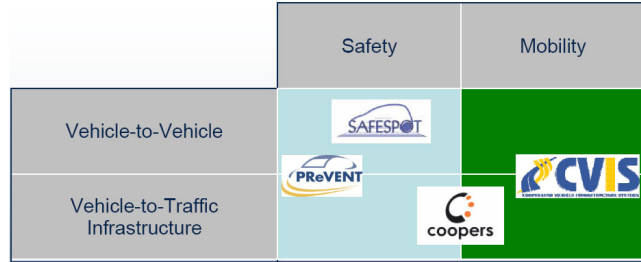 Safety
Mobility
Vehicle-to-Vehicle
SAFESPOT
PReVENT
CVIS
COOPERATIVE VEHICLE INFRASTRUCTURE SYSTEMS
Vehicle-to-Traffic
Infrastructure
coopers